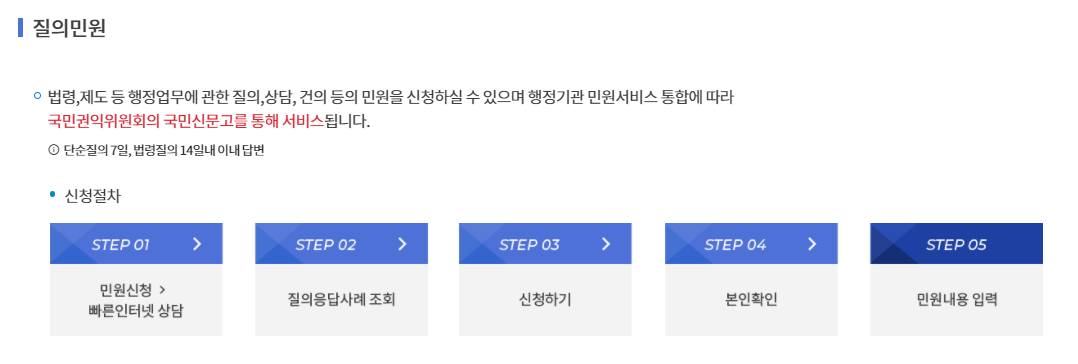 질의민원
법령,제도 등 행정업무에 관한 질의,상담, 건의 등의 민원을 신청하실 수 있으며 행정기관 민원서비스 통합에 따라
국민권익위원회의 국민신문고를 통해 서비스됩니다.
단순질의 7일, 법령질의 14일내 이내 답변
신청절차
STEP 01
민원신청 >
빠른인터넷 상담
STEP 02
질의응답사례 조회
STEP 03
신청하기
STEP 04
본인확인
STEP 05
민원내용 입력